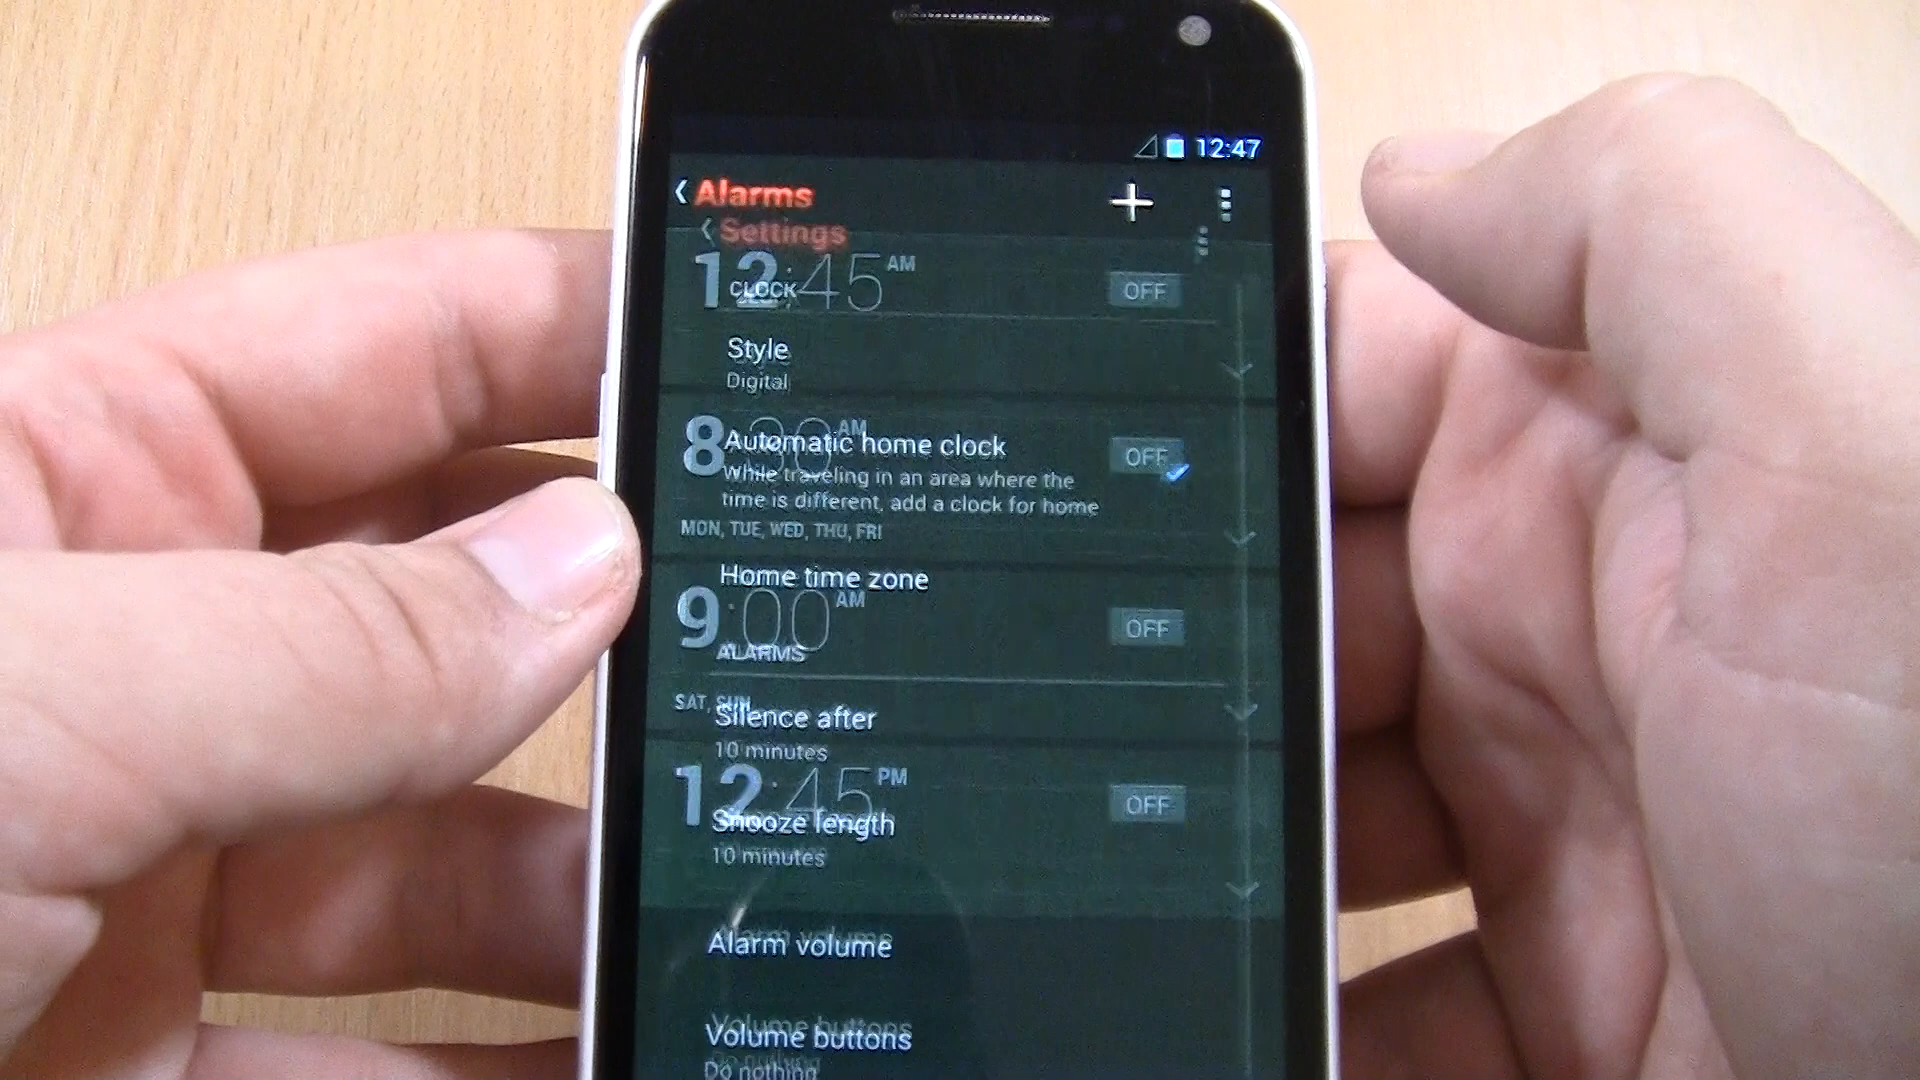 12:47
Alarms
Settings
12:45 AM
OFF
CLOCK
Style
Digital
8 AM
OFF
Automatic home clock
While traveling in an area where the
time is different, add a clock for home
MON, TUE, WED, THU, FRI
Home time zone
9:00 AM
OFF
ALARMS
SAT, SUN
Silence after
10 minutes
12:45 PM
OFF
Snooze length
10 minutes
Alarm volume
Volume buttons
Do nothing